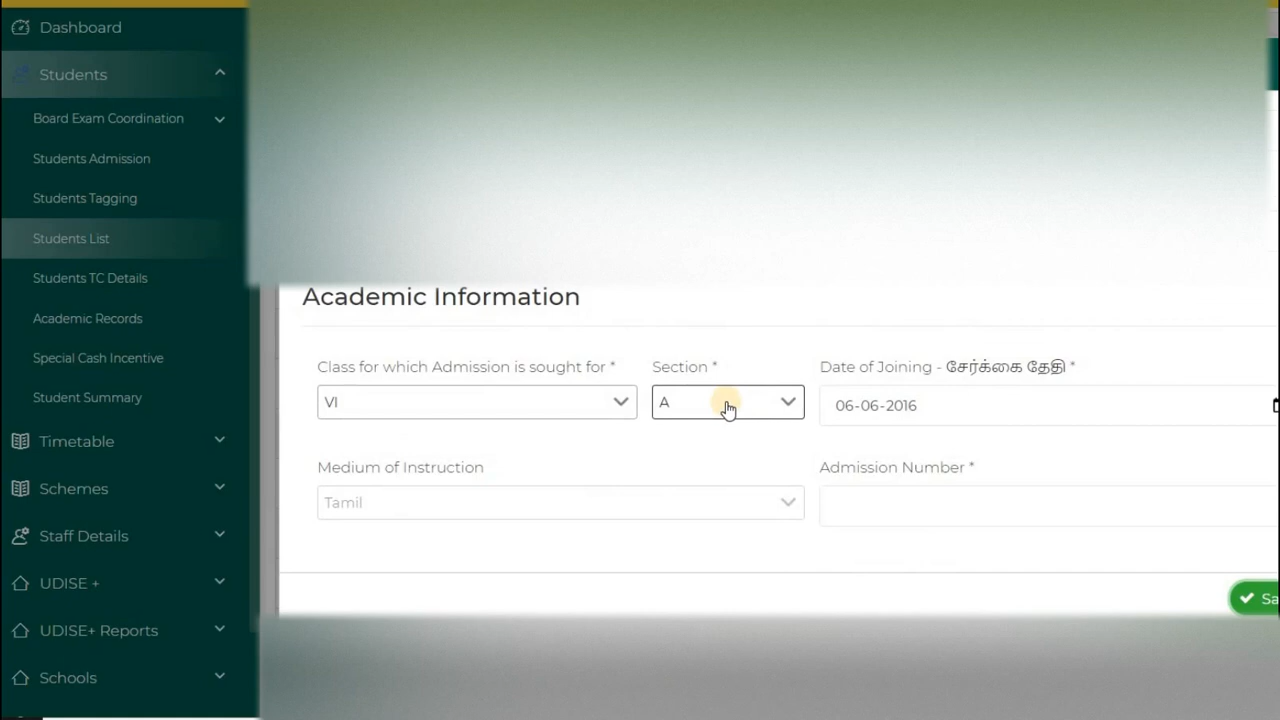 Dashboard
Students
Board Exam Coordination
Students Admission
Students Tagging
Students List
Students TC Details
Academic Records
Special Cash Incentive
Student Summary
Timetable
Schemes
Staff Details
UDISE +
UDISE+ Reports
Schools
Academic Information
Class for which Admission is sought for * Section * Date of Joining - சேர்க்கை தேதி *
VI A 06-06-2016
Medium of Instruction Admission Number *
Tamil
Sa